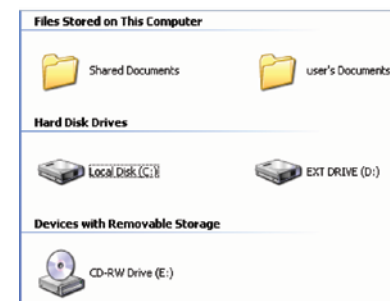 Files Stored on This Computer
Shared Documents
user's Documents
Hard Disk Drives
Local Disk (C:)
EXT DRIVE (D:)
Devices with Removable Storage
CD-RW Drive (E:)